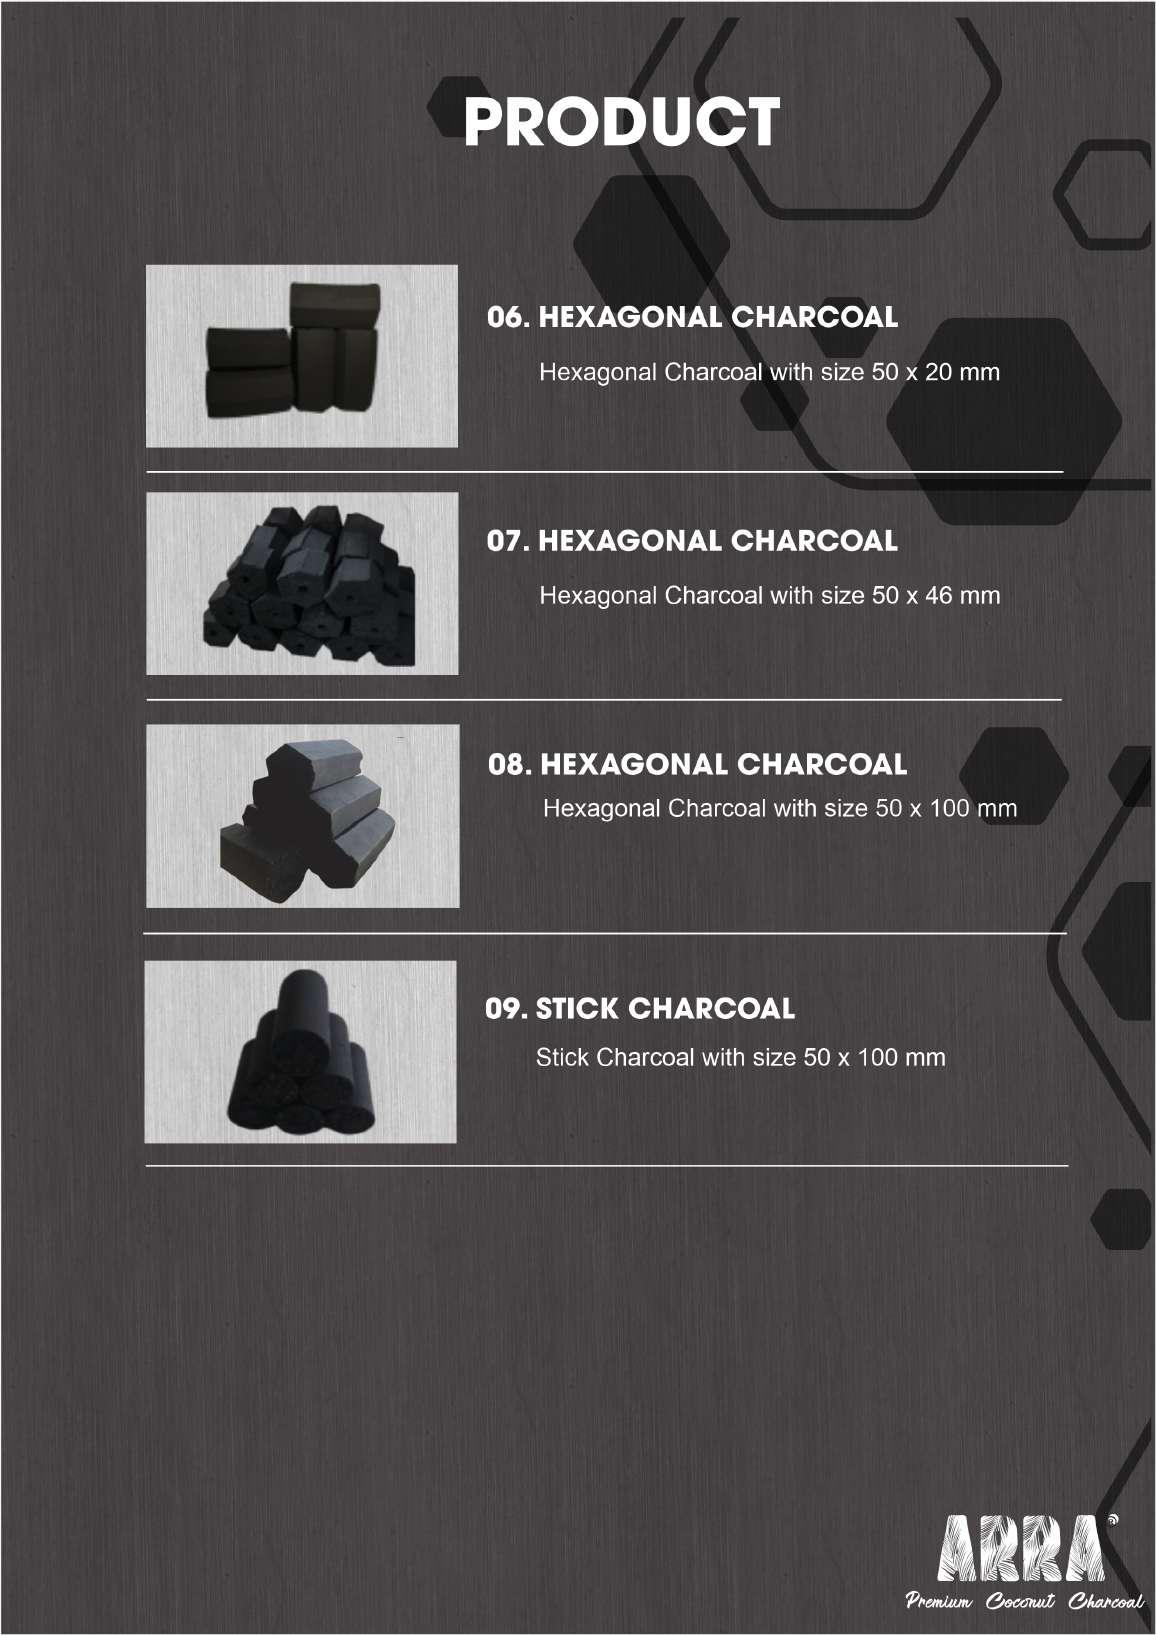 PRODUCT
06. HEXAGONAL CHARCOAL
Hexagonal Charcoal with size 50 x 20 mm
07. HEXAGONAL CHARCOAL
Hexagonal Charcoal with size 50 x 46 mm
08. HEXAGONAL CHARCOAL
Hexagonal Charcoal with size 50 x 100 mm
09. STICK CHARCOAL
Stick Charcoal with size 50 x 100 mm
ARRA®
Premium Coconut Charcoal